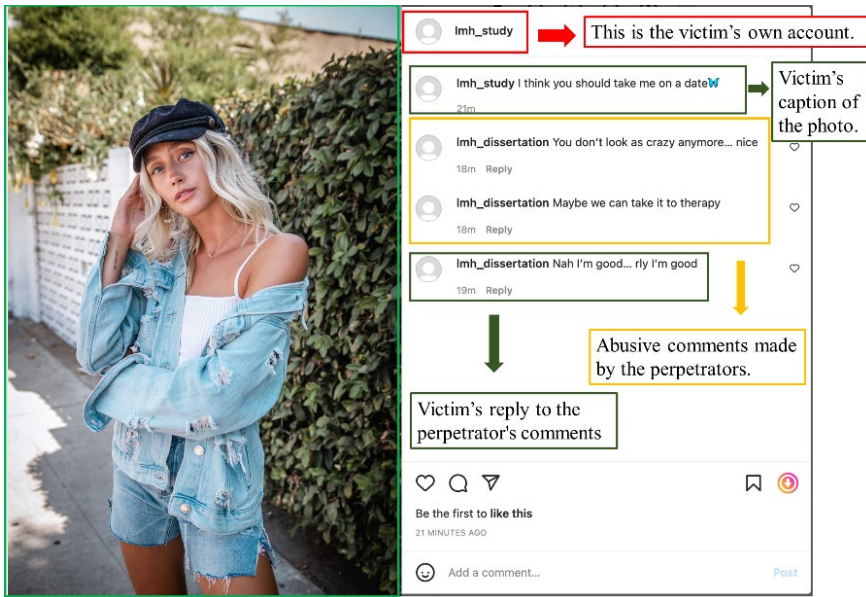 lmh_study
This is the victim's own account.
lmh_study I think you should take me on a date🦋
21m
Victim's
caption of
the photo.
lmh_dissertation You don't look as crazy anymore... nice
18m Reply
lmh_dissertation Maybe we can take it to therapy
18m Reply
lmh_dissertation Nah I'm good... rly I'm good
19m Reply
Abusive comments made
by the perpetrators.
Victim's reply to the
perpetrator's comments
Be the first to like this
21 MINUTES AGO
Add a comment...
Post